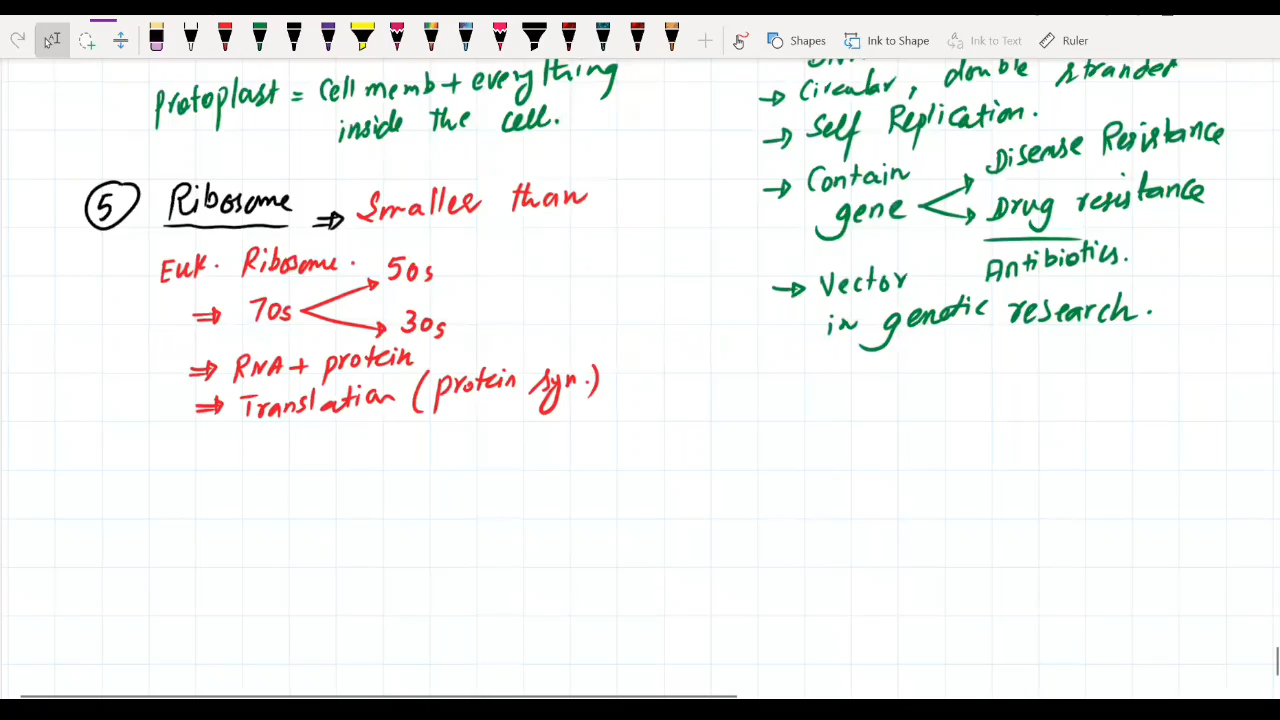 Shapes
Ink to Shape
Ink to Text
Ruler
protoplast = cell memb + everything
inside the cell.
5 Ribosome ⇒ Smaller than
Euk. Ribosome.
⇒ 70s
50s
30s
⇒ RNA + protein
⇒ Translation (protein syn.)
→ Circular, double strander
→ Self Replication.
→ Contain
gene
Disease Resistance
Drug resistance
Antibiotics.
→ Vector
in genetic research.